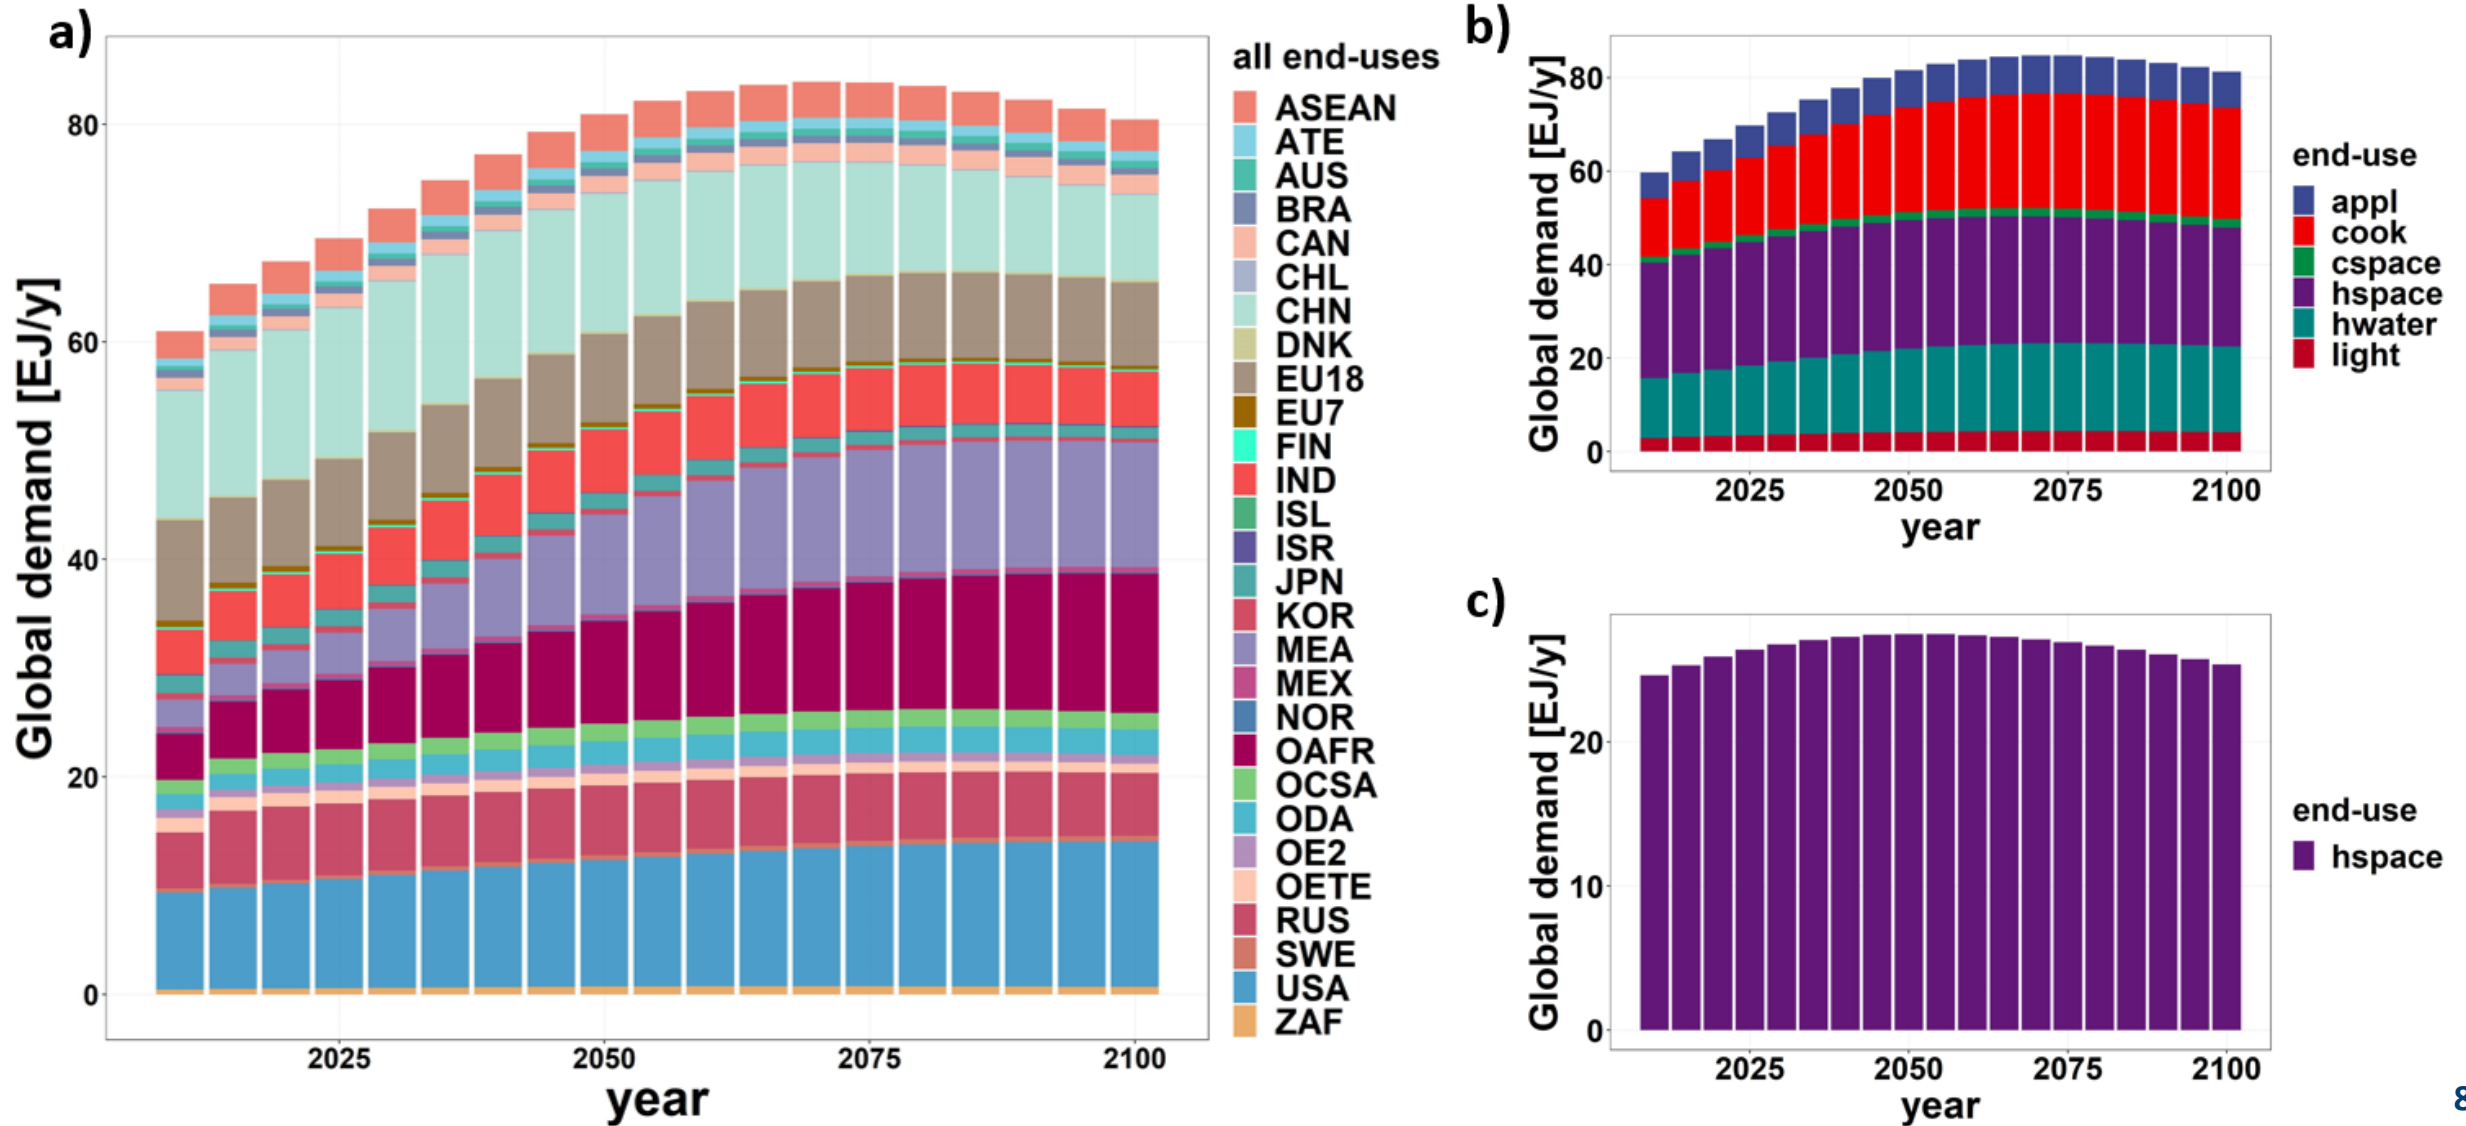 a)
Global demand [EJ/y]
80
60
40
20
0
2025 2050 2075 2100
year
all end-uses
ASEAN
ATE
AUS
BRA
CAN
CHL
CHN
DNK
EU18
EU7
FIN
IND
ISL
ISR
JPN
KOR
MEA
MEX
NOR
OAFR
OCSA
ODA
OE2
OETE
RUS
SWE
USA
ZAF
b)
Global demand [EJ/y]
80
60
40
20
0
2025 2050 2075 2100
year
end-use
appl
cook
cspace
hspace
hwater
light
c)
Global demand [EJ/y]
20
10
0
2025 2050 2075 2100
year
end-use
hspace
8